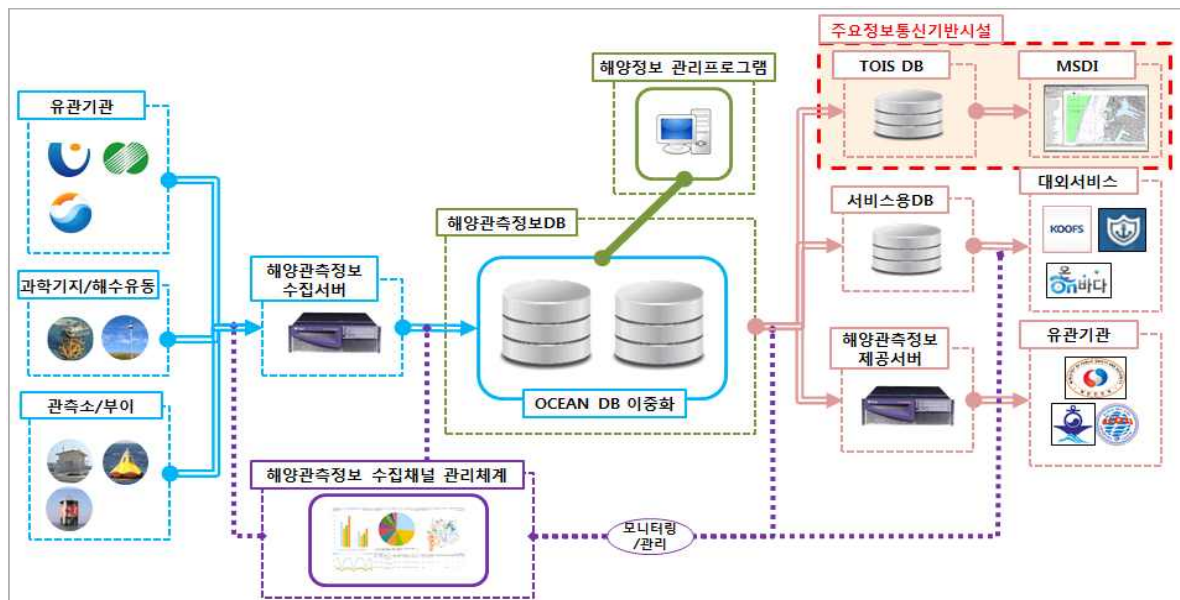 주요정보통신기반시설
해양정보 관리프로그램
TOIS DB
MSDI
유관기관
해양관측정보DB
서비스용DB
대외서비스
KOOFS
온
on바다
과학기지/해수유동
해양관측정보
수집서버
해양관측정보
제공서버
유관기관
관측소/부이
OCEAN DB 이중화
해양관측정보 수집채널 관리체계
모니터링
/관리